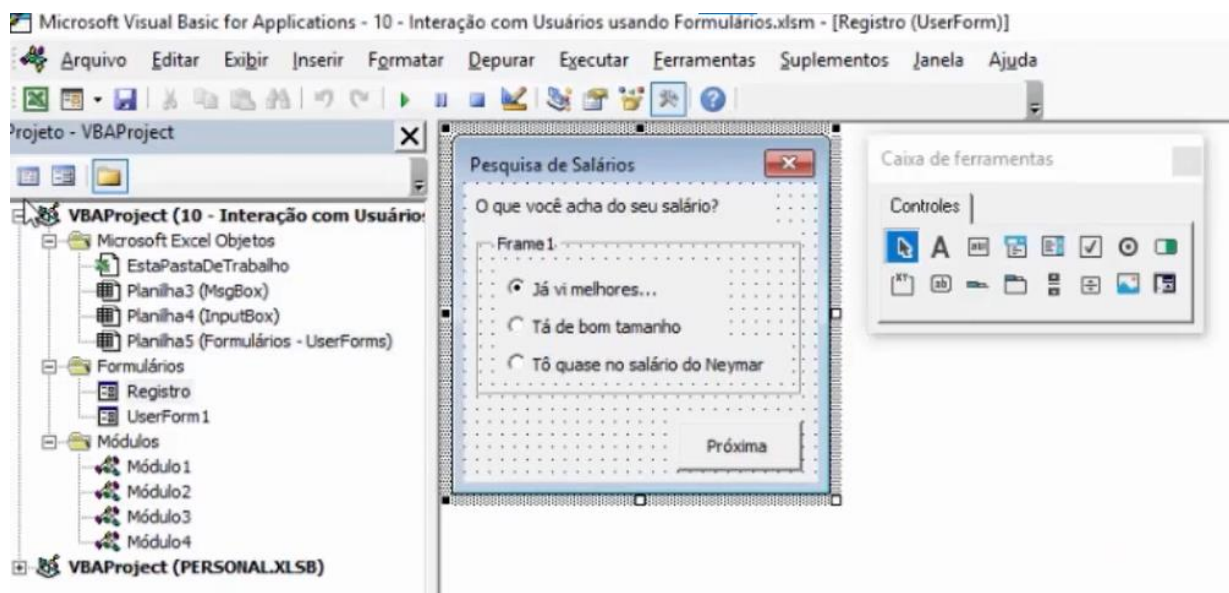 Microsoft Visual Basic for Applications - 10 - Interação com Usuários usando Formulários.xlsm - [Registro (UserForm)]
Arquivo Editar Exibir Inserir Formatar Depurar Executar Ferramentas Suplementos Janela Ajuda
Projeto - VBAProject
VBAProject (10 - Interação com Usuário
Microsoft Excel Objetos
EstaPastaDeTrabalho
Planilha3 (MsgBox)
Planilha4 (InputBox)
Planilha5 (Formulários - UserForms)
Formulários
Registro
UserForm1
Módulos
Módulo1
Módulo2
Módulo3
Módulo4
VBAProject (PERSONAL.XLSB)
Pesquisa de Salários
O que você acha do seu salário?
Frame1
Já vi melhores...
Tá de bom tamanho
Tô quase no salário do Neymar
Próxima
Caixa de ferramentas
Controles